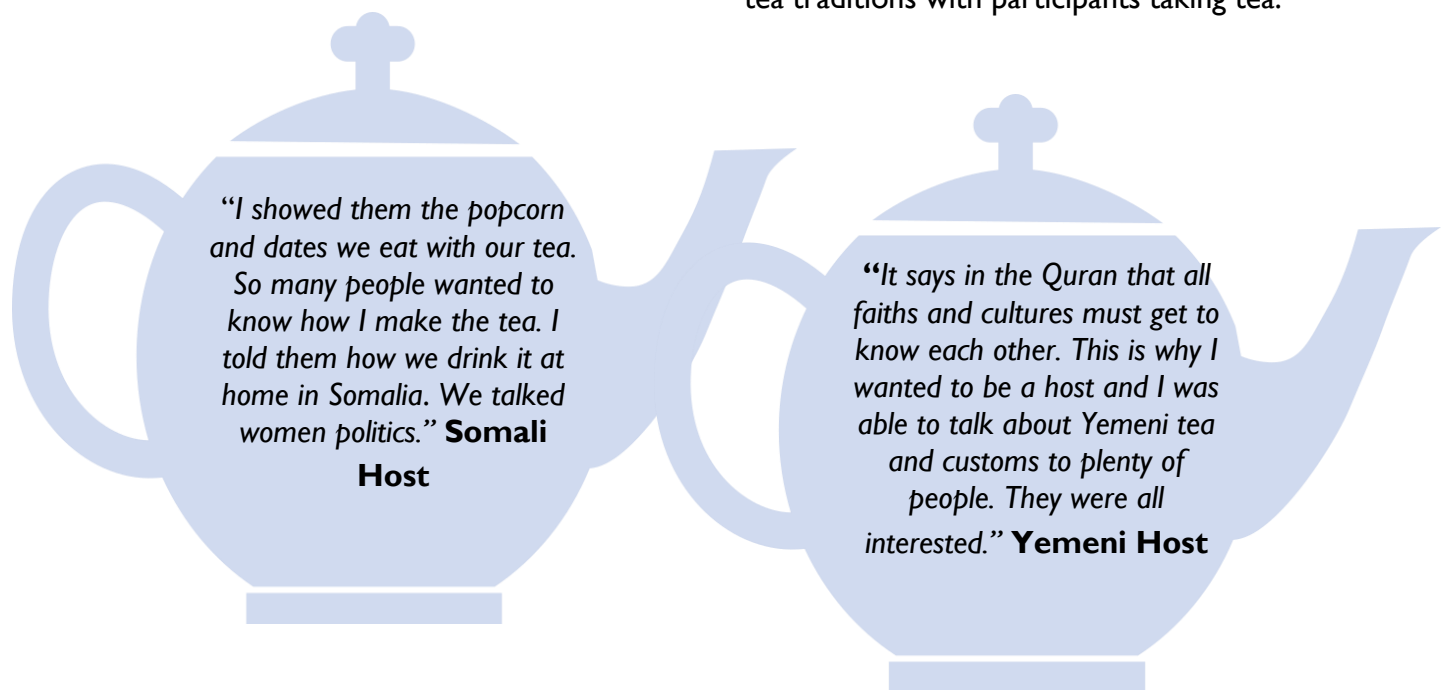 tea traditions with participants taking tea.
“I showed them the popcorn
and dates we eat with our tea.
So many people wanted to
know how I make the tea. I
told them how we drink it at
home in Somalia. We talked
women politics.” Somali
Host
“It says in the Quran that all
faiths and cultures must get to
know each other. This is why I
wanted to be a host and I was
able to talk about Yemeni tea
and customs to plenty of
people. They were all
interested.” Yemeni Host